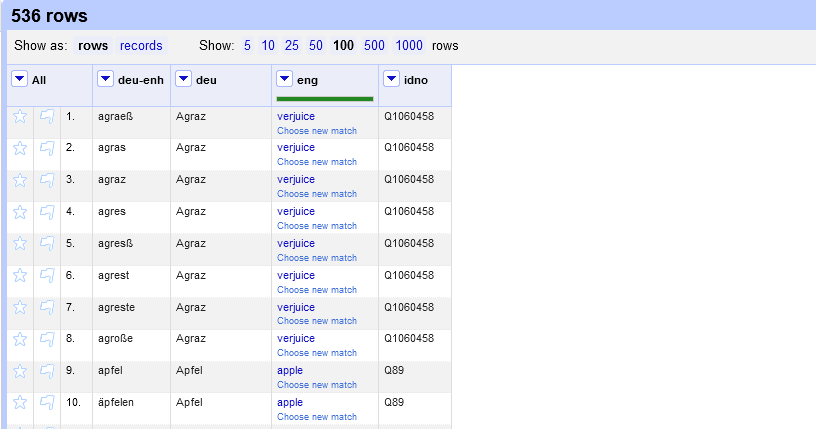 536 rows
Show as: rows records Show: 5 10 25 50 100 500 1000 rows
All deu-enh deu eng idno
1. agraeß Agraz verjuice Q1060458
Choose new match
2. agras Agraz verjuice Q1060458
Choose new match
3. agraz Agraz verjuice Q1060458
Choose new match
4. agres Agraz verjuice Q1060458
Choose new match
5. agresß Agraz verjuice Q1060458
Choose new match
6. agrest Agraz verjuice Q1060458
Choose new match
7. agreste Agraz verjuice Q1060458
Choose new match
8. agroße Agraz verjuice Q1060458
Choose new match
9. apfel Apfel apple Q89
Choose new match
10. äpfelen Apfel apple Q89
Choose new match